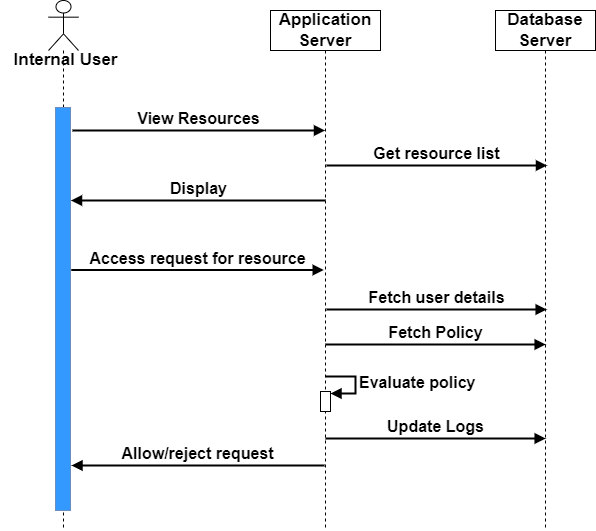 Internal User
Application
Server
Database
Server
View Resources
Get resource list
Display
Access request for resource
Fetch user details
Fetch Policy
Evaluate policy
Update Logs
Allow/reject request